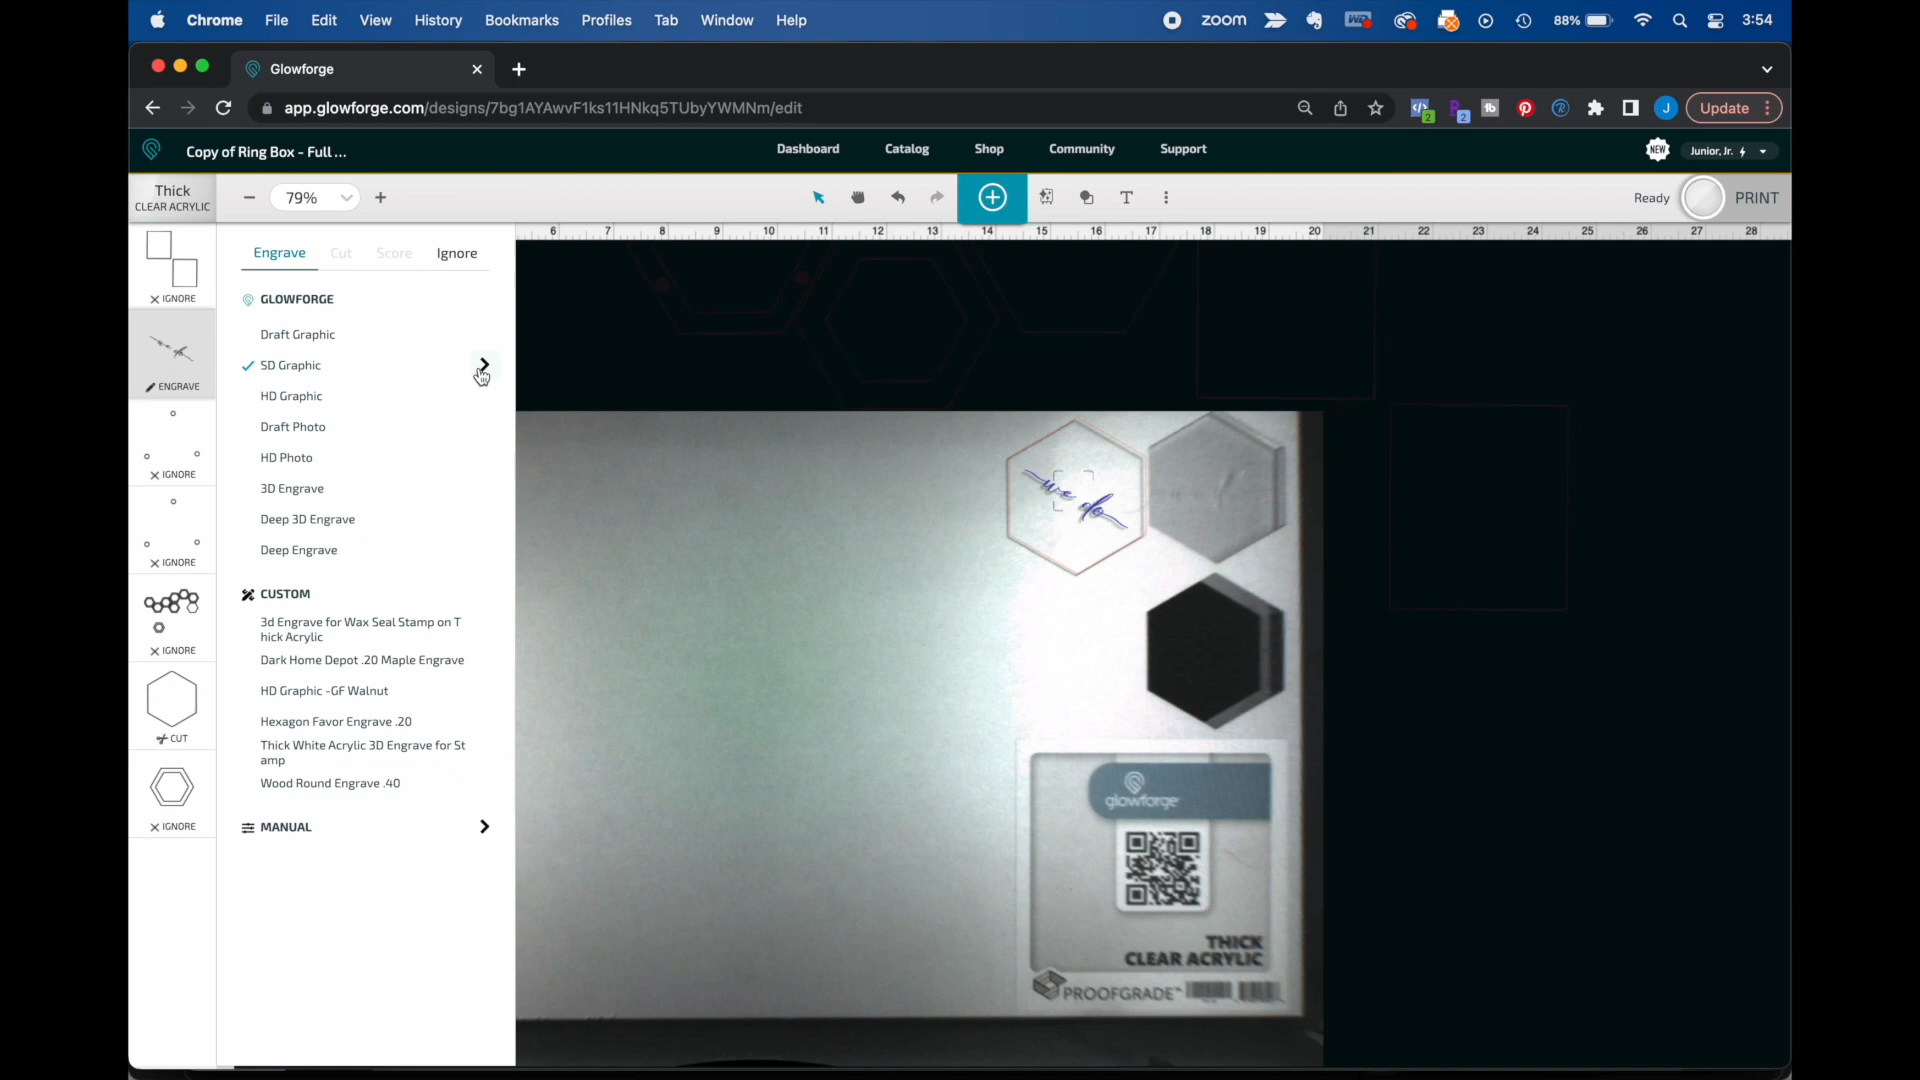 Chrome File Edit View History Bookmarks Profiles Tab Window Help
zoom 88% 3:54
Glowforge
app.glowforge.com/designs/7bg1AYAwvF1ks11HNkq5TUbyYWMNm/edit
2 2 tb J Update
Copy of Ring Box - Full ...
Dashboard Catalog Shop Community Support
NEW Junior, Jr.
Thick
CLEAR ACRYLIC
79%
T
Ready PRINT
6 7 8 9 10 11 12 13 14 15 16 17 18 19 20 21 22 23 24 25 26 27 28
IGNORE
ENGRAVE
IGNORE
IGNORE
IGNORE
CUT
IGNORE
Engrave Cut Score Ignore
GLOWFORGE
Draft Graphic
SD Graphic
HD Graphic
Draft Photo
HD Photo
3D Engrave
Deep 3D Engrave
Deep Engrave
CUSTOM
3d Engrave for Wax Seal Stamp on T
hick Acrylic
Dark Home Depot .20 Maple Engrave
HD Graphic -GF Walnut
Hexagon Favor Engrave .20
Thick White Acrylic 3D Engrave for St
amp
Wood Round Engrave .40
MANUAL
we do
glowforge
THICK
CLEAR ACRYLIC
PROOFGRADE™